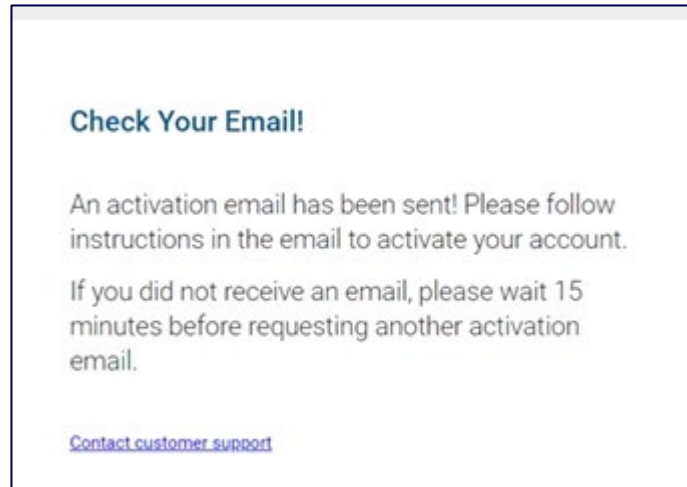 Check Your Email!
An activation email has been sent! Please follow
instructions in the email to activate your account.
If you did not receive an email, please wait 15
minutes before requesting another activation
email.
Contact customer support